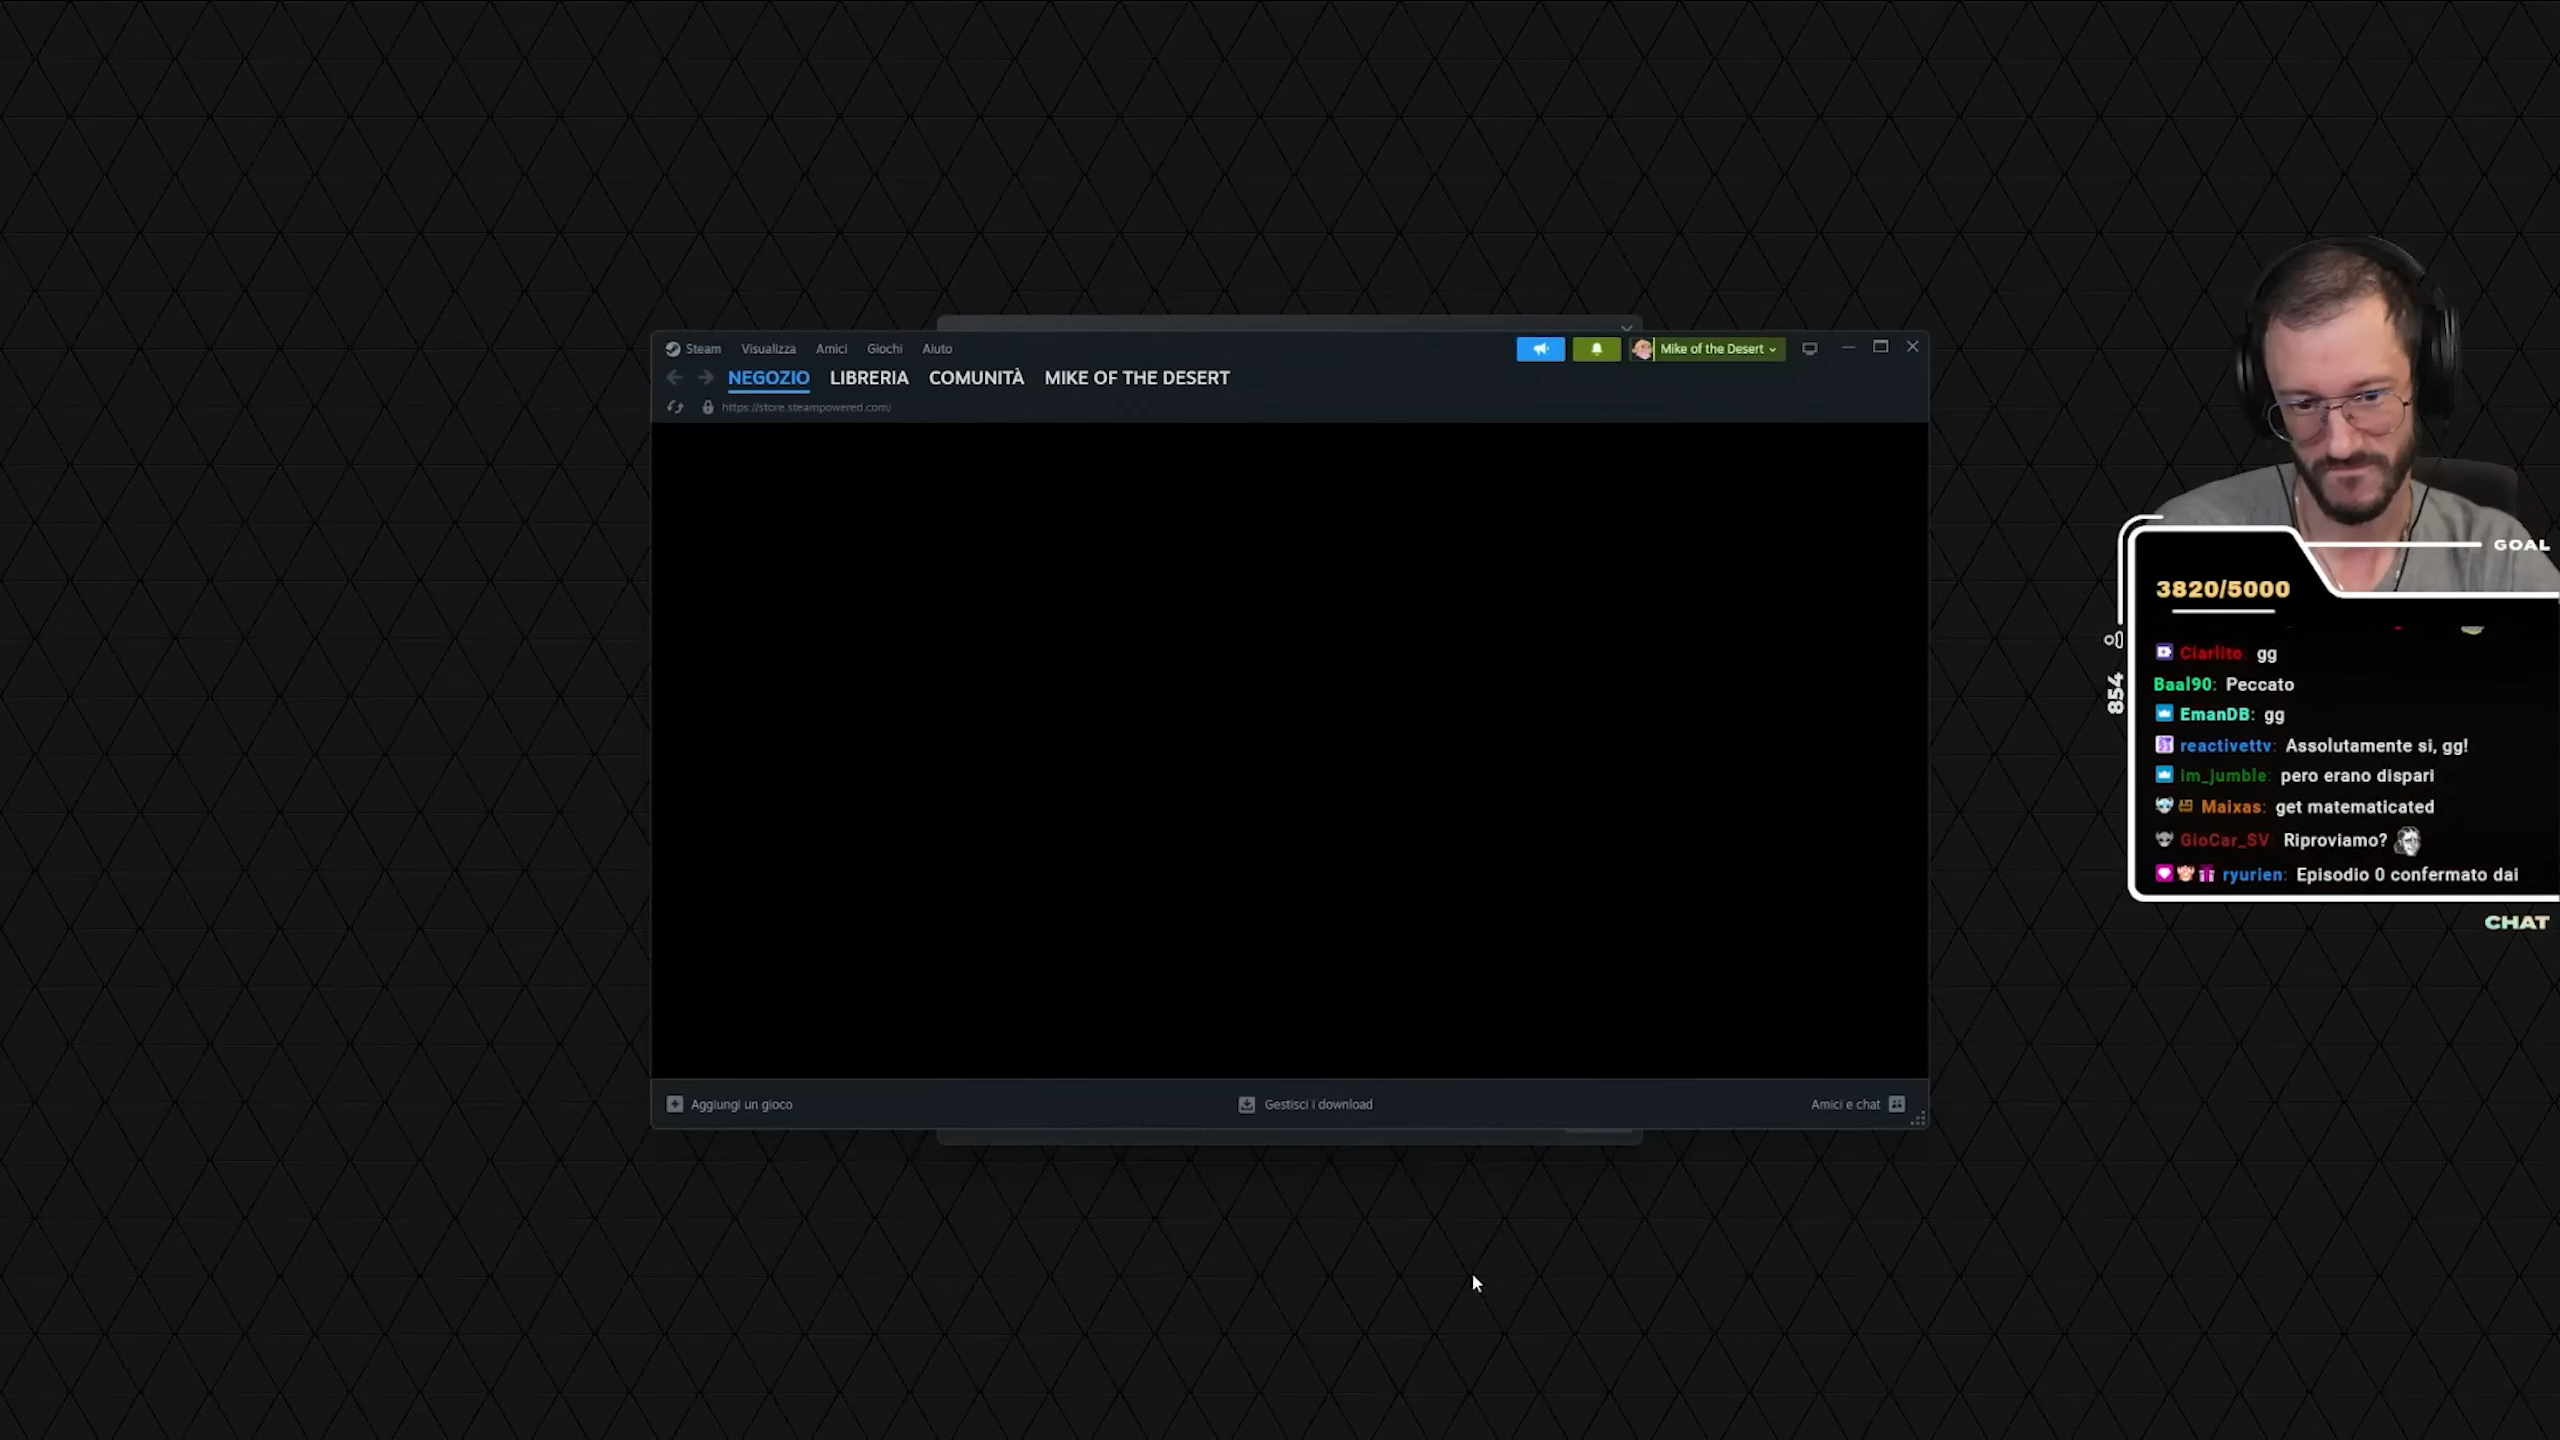 Steam Visualizza Amici Giochi Aiuto
Mike of the Desert
NEGOZIO LIBRERIA COMUNITÀ MIKE OF THE DESERT
https://store.steampowered.com/
Aggiungi un gioco
Gestisci i download
Amici e chat
GOAL
3820/5000
854
Ciarlito: gg
Baal90: Peccato
EmanDB: gg
reactivettv: Assolutamente si, gg!
im_jumble: pero erano dispari
Maixas: get matematicated
GioCar_SV: Riproviamo?
ryurien: Episodio 0 confermato dai
CHAT